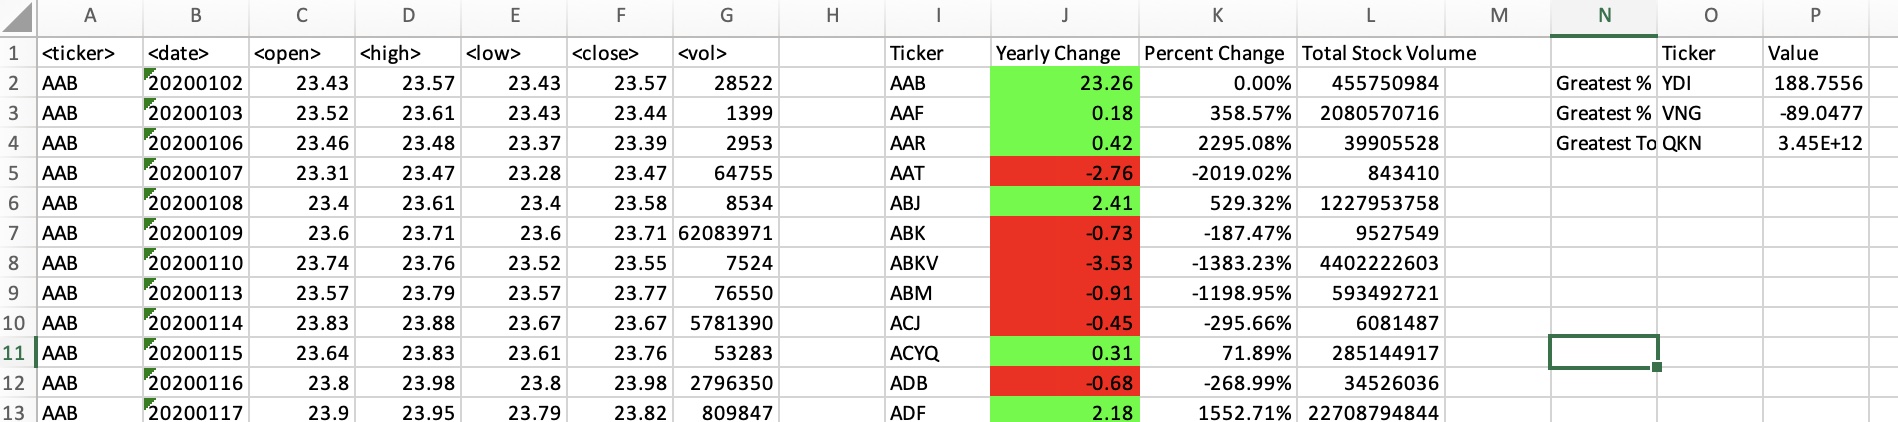 A B C D E F G H I J K L M N O P
1 <ticker> <date> <open> <high> <low> <close> <vol> Ticker Yearly Change Percent Change Total Stock Volume Ticker Value
2 AAB 20200102 23.43 23.57 23.43 23.57 28522 AAB 23.26 0.00% 455750984 Greatest % YDI 188.7556
3 AAB 20200103 23.52 23.61 23.43 23.44 1399 AAF 0.18 358.57% 2080570716 Greatest % VNG -89.0477
4 AAB 20200106 23.46 23.48 23.37 23.39 2953 AAR 0.42 2295.08% 39905528 Greatest To QKN 3.45E+12
5 AAB 20200107 23.31 23.47 23.28 23.47 64755 AAT -2.76 -2019.02% 843410
6 AAB 20200108 23.4 23.61 23.4 23.58 8534 ABJ 2.41 529.32% 1227953758
7 AAB 20200109 23.6 23.71 23.6 23.71 62083971 ABK -0.73 -187.47% 9527549
8 AAB 20200110 23.74 23.76 23.52 23.55 7524 ABKV -3.53 -1383.23% 4402222603
9 AAB 20200113 23.57 23.79 23.57 23.77 76550 ABM -0.91 -1198.95% 593492721
10 AAB 20200114 23.83 23.88 23.67 23.67 5781390 ACJ -0.45 -295.66% 6081487
11 AAB 20200115 23.64 23.83 23.61 23.76 53283 ACYQ 0.31 71.89% 285144917
12 AAB 20200116 23.8 23.98 23.8 23.98 2796350 ADB -0.68 -268.99% 34526036
13 AAB 20200117 23.9 23.95 23.79 23.82 809847 ADF 2.18 1552.71% 22708794844